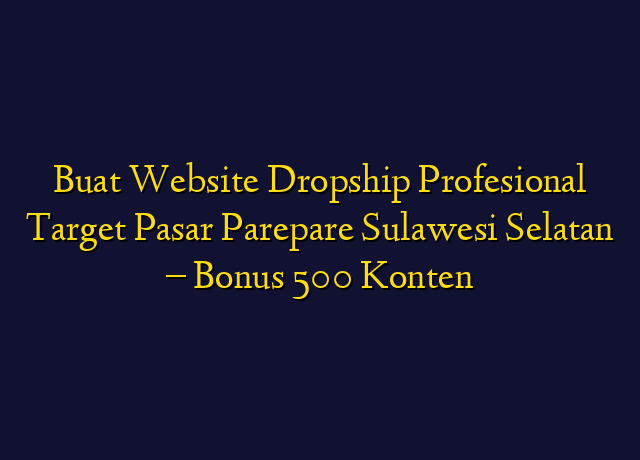 Buat Website Dropship Profesional
Target Pasar Parepare Sulawesi Selatan
– Bonus 500 Konten